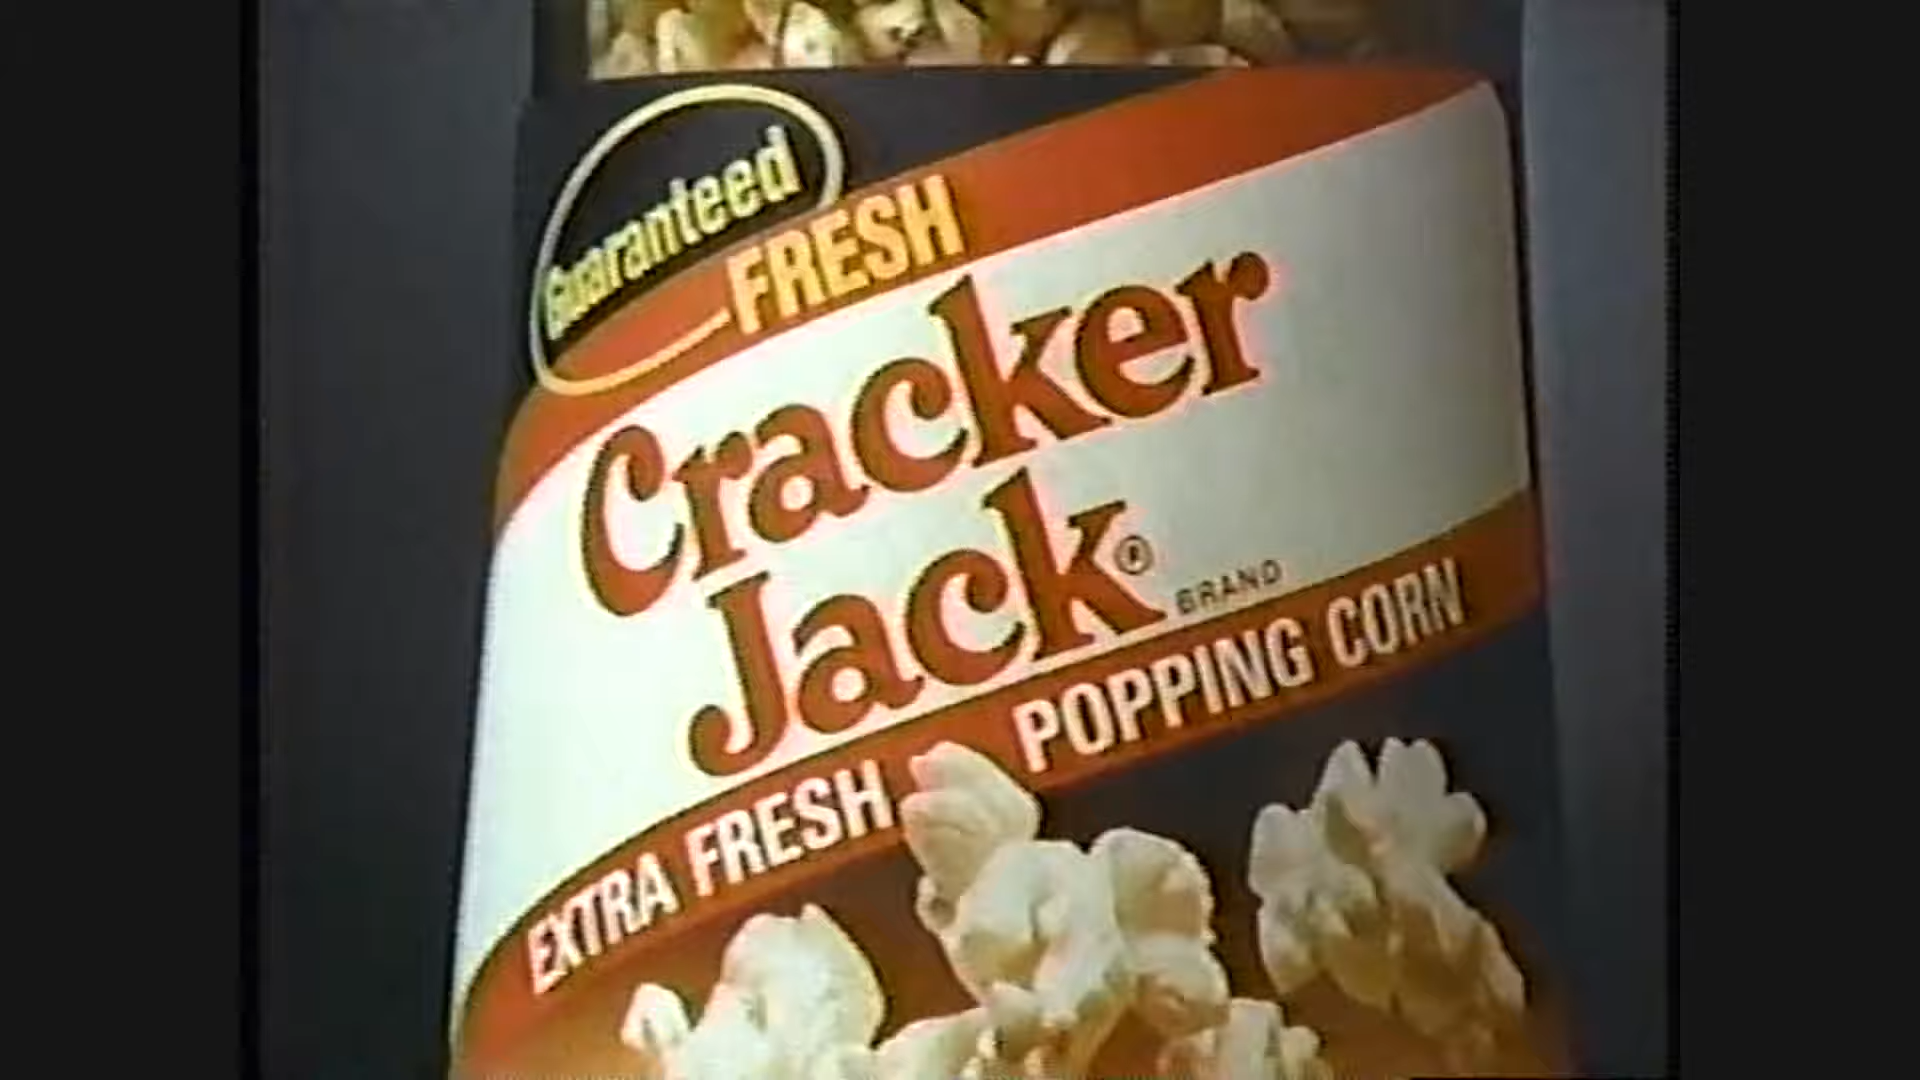 Guaranteed
FRESH
Cracker
Jack®
BRAND
EXTRA FRESH POPPING CORN